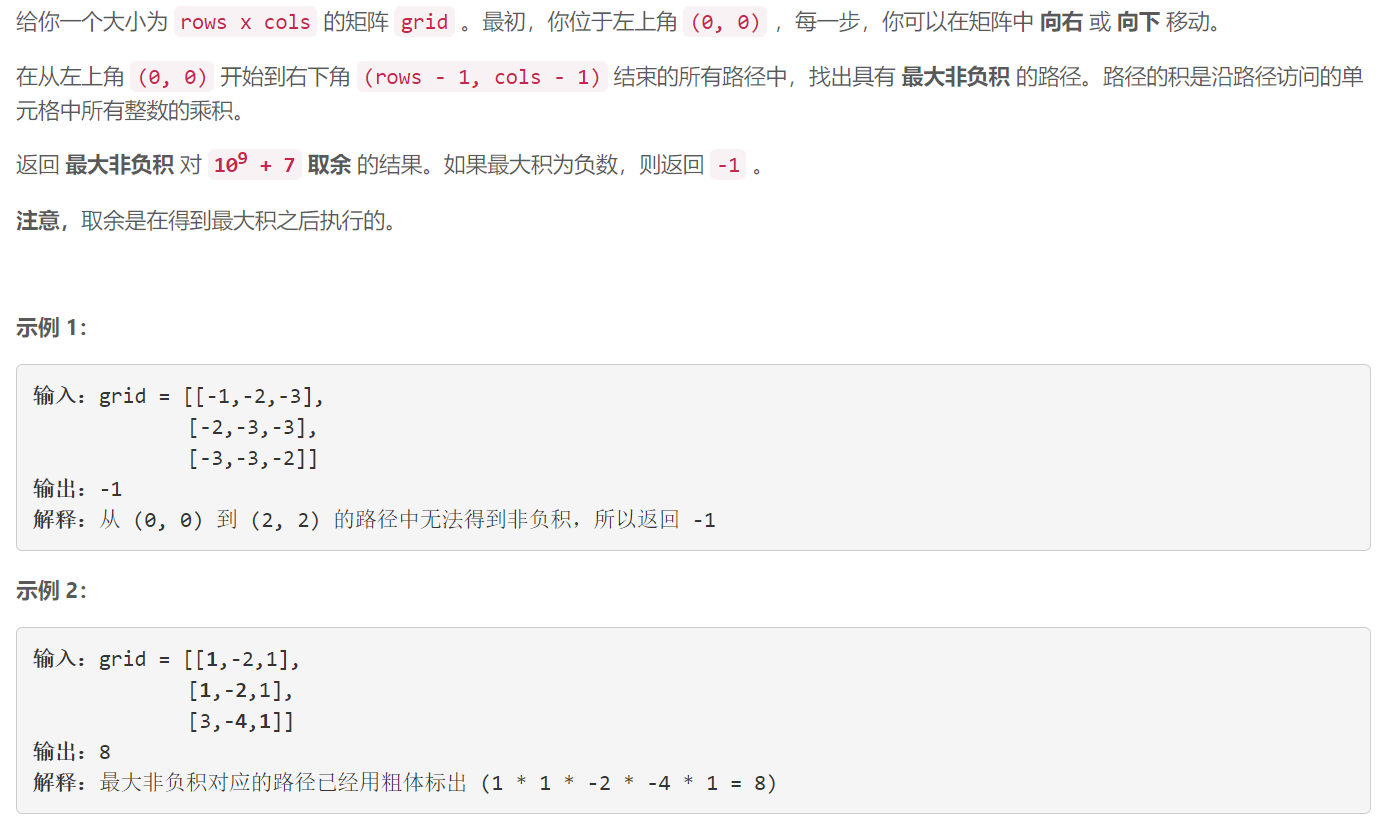 给你一个大小为 rows x cols 的矩阵 grid 。最初，你位于左上角 (0, 0) ，每一步，你可以在矩阵中 向右 或 向下 移动。
在从左上角 (0, 0) 开始到右下角 (rows - 1, cols - 1) 结束的所有路径中，找出具有 最大非负积 的路径。路径的积是沿路径访问的单
元格中所有整数的乘积。
返回 最大非负积 对 10⁹ + 7 取余 的结果。如果最大积为负数，则返回 -1 。
注意，取余是在得到最大积之后执行的。
示例 1：
输入：grid = [[-1,-2,-3],
[-2,-3,-3],
[-3,-3,-2]]
输出：-1
解释：从 (0, 0) 到 (2, 2) 的路径中无法得到非负积，所以返回 -1
示例 2：
输入：grid = [[1,-2,1],
[1,-2,1],
[3,-4,1]]
输出：8
解释：最大非负积对应的路径已经用粗体标出 (1 * 1 * -2 * -4 * 1 = 8)